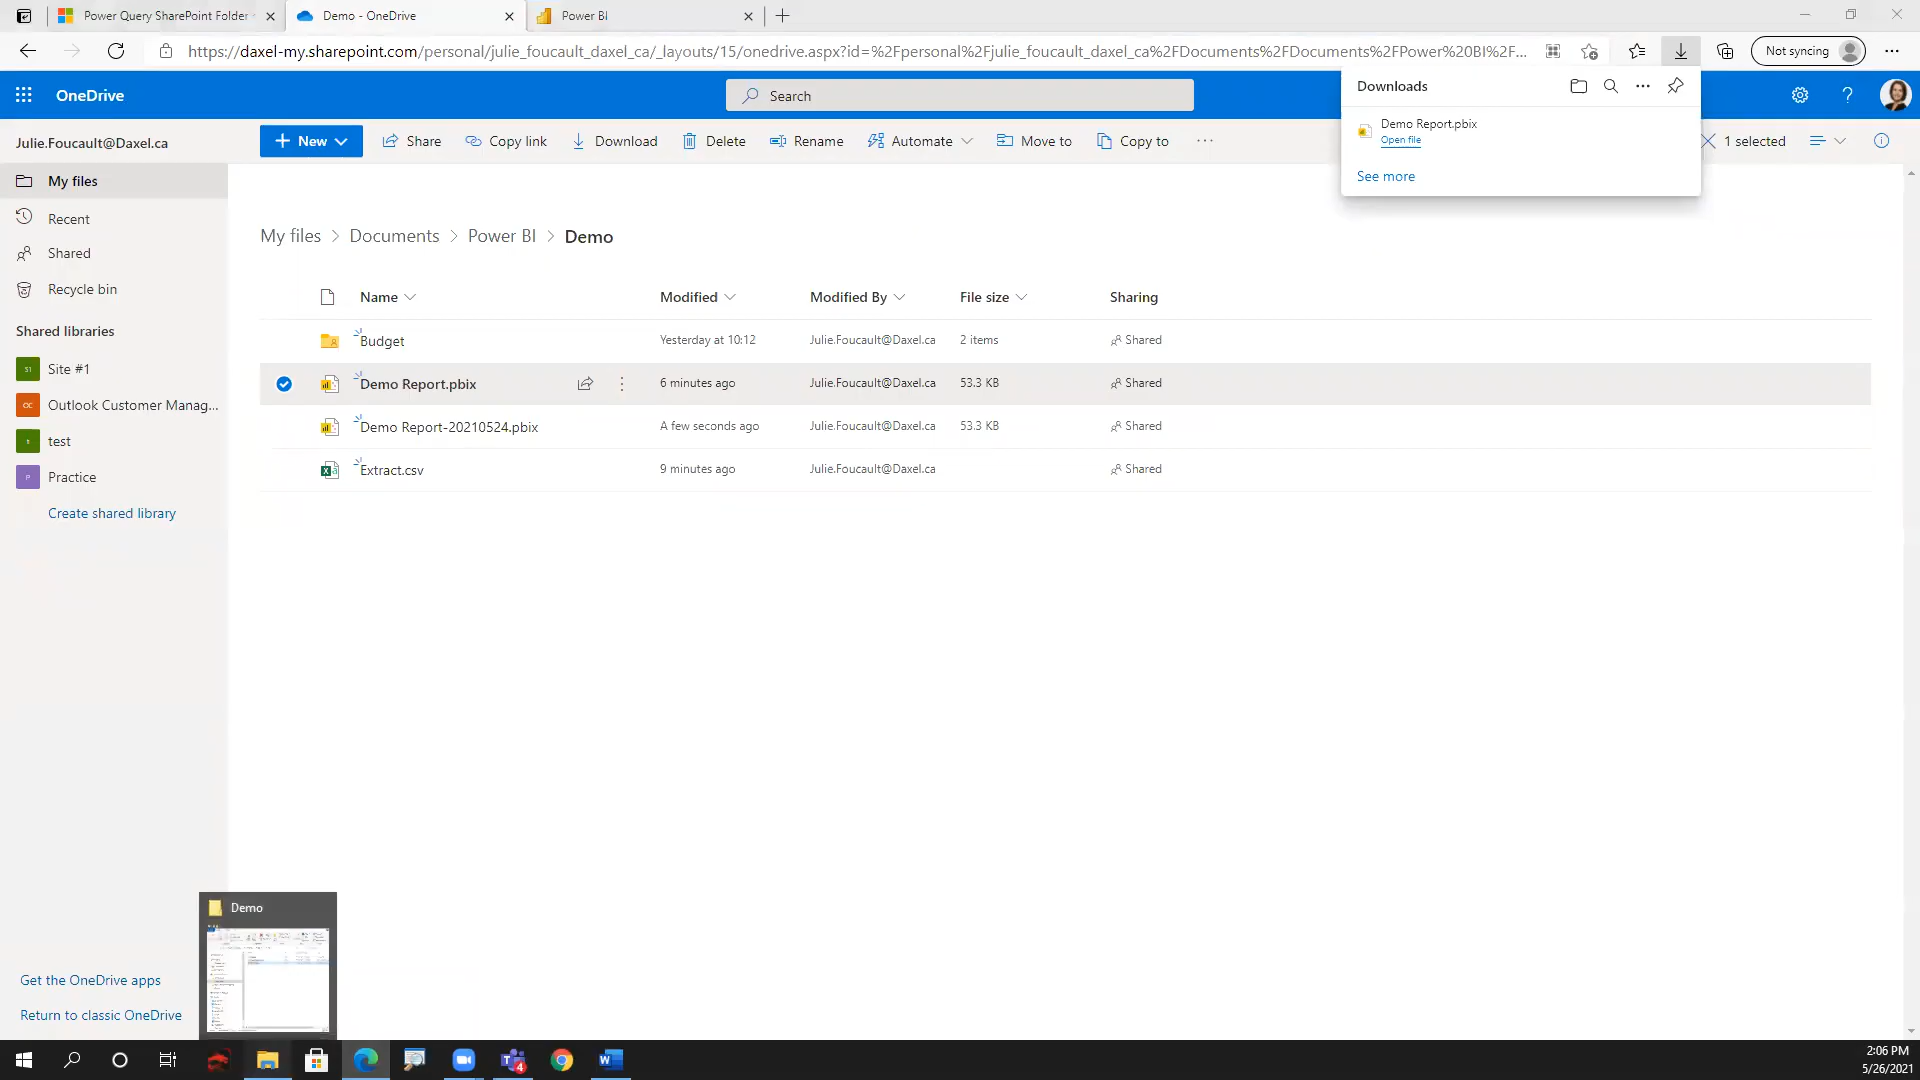 Power Query SharePoint Folder
Demo - OneDrive
Power BI
https://daxel-my.sharepoint.com/personal/julie_foucault_daxel_ca/_layouts/15/onedrive.aspx?id=%2Fpersonal%2Fjulie_foucault_daxel_ca%2FDocuments%2FDocuments%2FPower%20BI%2F...
Not syncing
OneDrive
Search
Downloads
Demo Report.pbix
Open file
See more
Julie.Foucault@Daxel.ca
New
Share
Copy link
Download
Delete
Rename
Automate
Move to
Copy to
1 selected
My files
Recent
Shared
Recycle bin
Shared libraries
S1 Site #1
OC Outlook Customer Manag...
t test
P Practice
Create shared library
My files > Documents > Power BI > Demo
Name Modified Modified By File size Sharing
Budget Yesterday at 10:12 Julie.Foucault@Daxel.ca 2 items Shared
Demo Report.pbix 6 minutes ago Julie.Foucault@Daxel.ca 53.3 KB Shared
Demo Report-20210524.pbix A few seconds ago Julie.Foucault@Daxel.ca 53.3 KB Shared
Extract.csv 9 minutes ago Julie.Foucault@Daxel.ca Shared
Demo
Get the OneDrive apps
Return to classic OneDrive
4
2:06 PM
5/26/2021